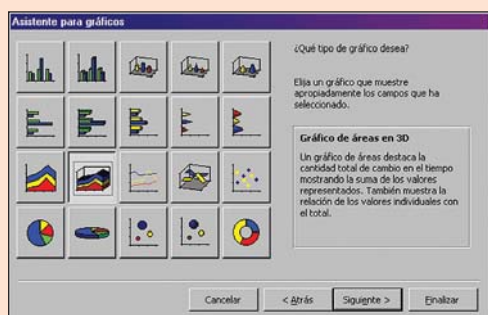 Asistente para gráficos
¿Qué tipo de gráfico desea?
Elija un gráfico que muestre
apropiadamente los campos que ha
seleccionado.
Gráfico de áreas en 3D
Un gráfico de áreas destaca la
cantidad total de cambio en el tiempo
mostrando la suma de los valores
representados. También muestra la
relación de los valores individuales con
el total.
Cancelar
< Atrás
Siguiente >
Finalizar